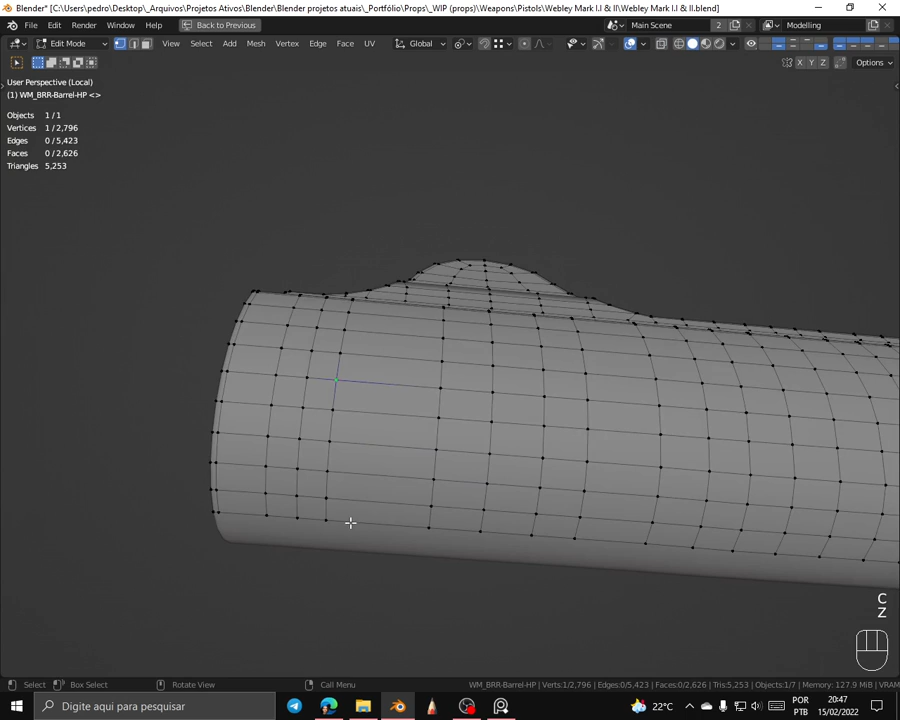 Blender* [C:\Users\pedro\Desktop\_Arquivos\Projetos Ativos\Blender\Blender projetos atuais\_Portfólio\Props\_WIP (props)\Weapons\Pistols\Webley Mark I.I & II\Webley Mark I.I & II.blend]
File Edit Render Window Help Back to Previous Main Scene 2 Modelling
Edit Mode View Select Add Mesh Vertex Edge Face UV Global
X Y Z Options
User Perspective (Local)
(1) WM_BRR-Barrel-HP <>
Objects 1 / 1
Vertices 1 / 2,796
Edges 0 / 5,423
Faces 0 / 2,626
Triangles 5,253
C
Z
Select Box Select Rotate View Call Menu WM_BRR-Barrel-HP | Verts:1/2,796 | Edges:0/5,423 | Faces:0/2,626 | Tris:5,253 | Objects:1/7 | Memory: 127.9 MiB | VRAM
Digite aqui para pesquisar 22°C POR PTB 20:47 15/02/2022